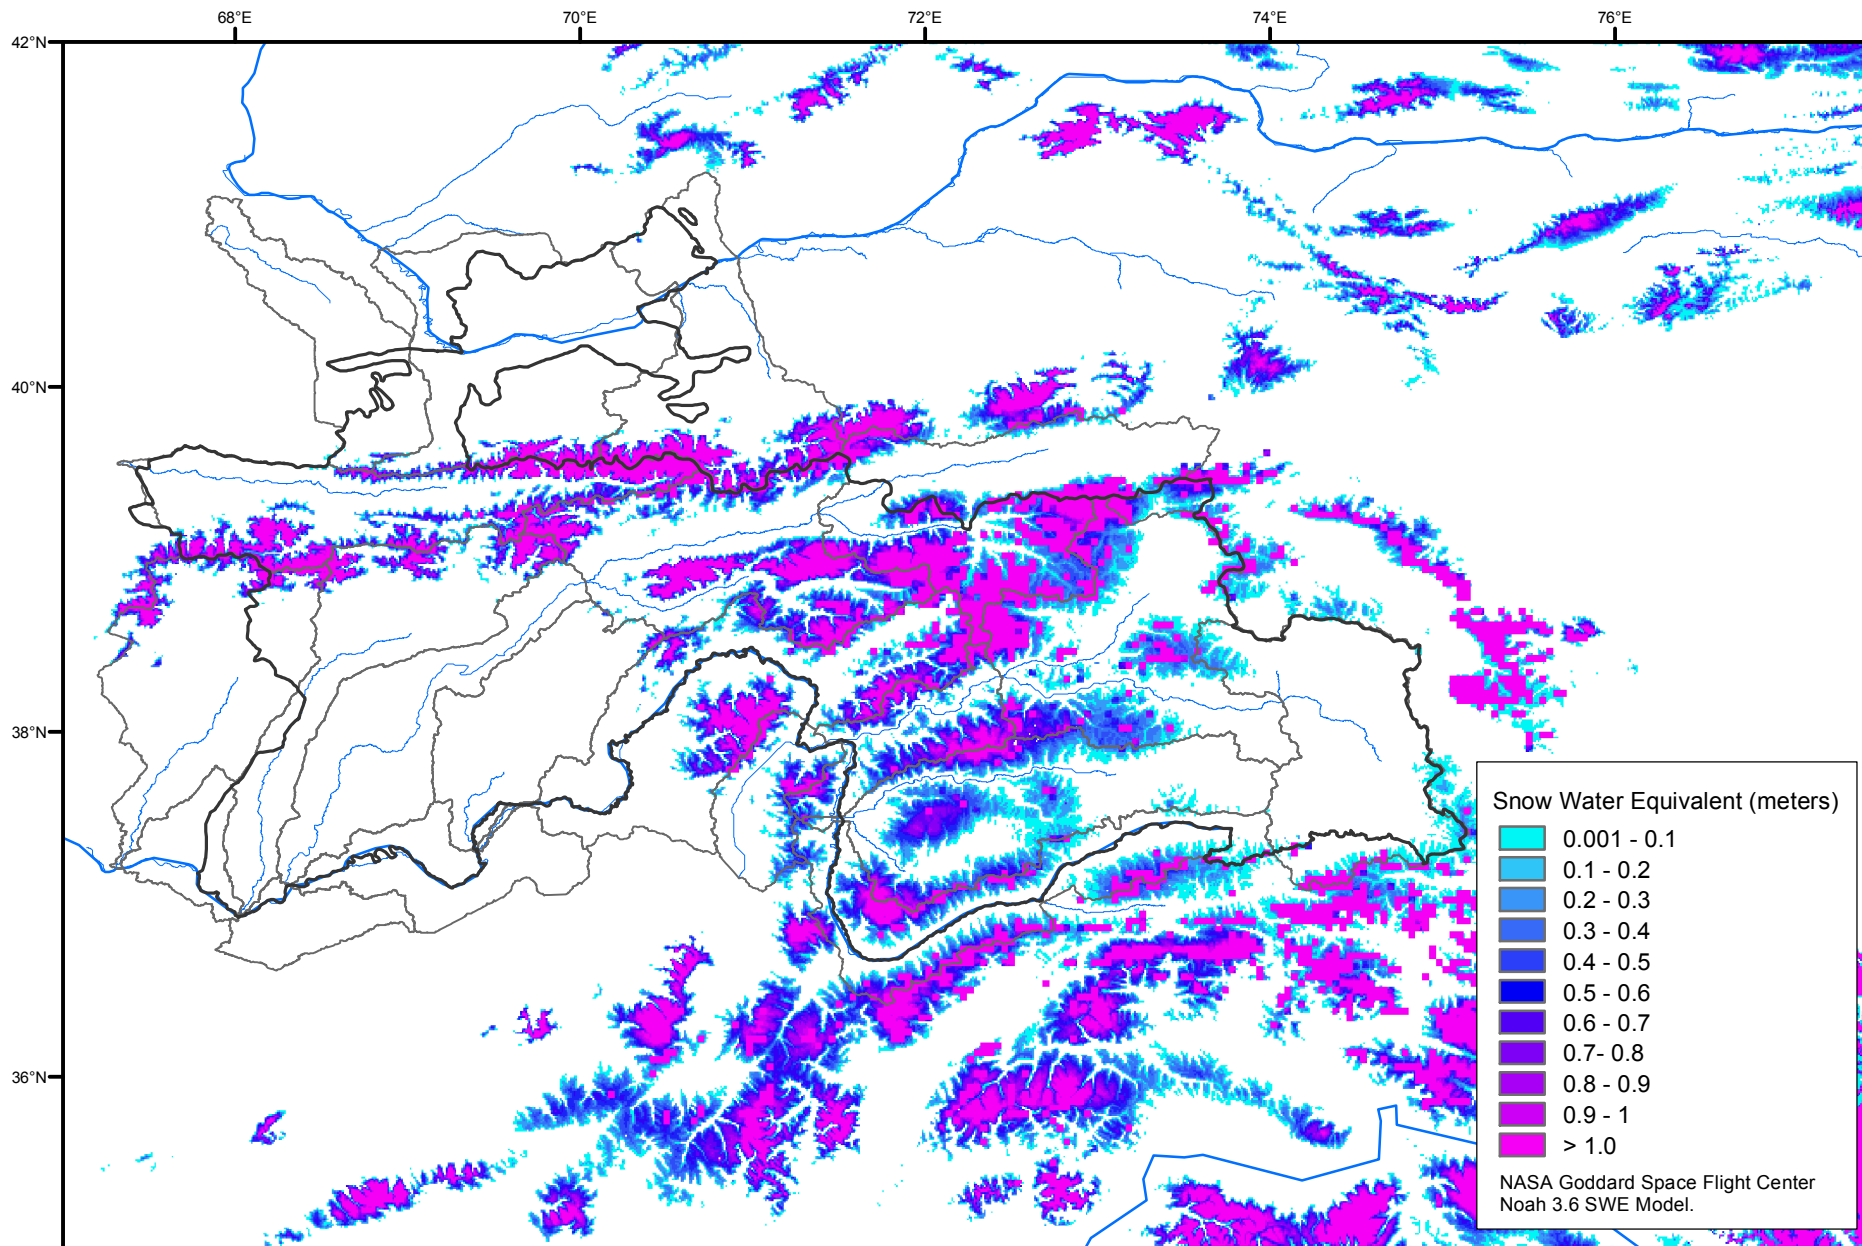 68°E
70°E
72°E
74°E
76°E
42°N
40°N
38°N
36°N
Snow Water Equivalent (meters)
0.001 - 0.1
0.1 - 0.2
0.2 - 0.3
0.3 - 0.4
0.4 - 0.5
0.5 - 0.6
0.6 - 0.7
0.7- 0.8
0.8 - 0.9
0.9 - 1
> 1.0
NASA Goddard Space Flight Center
Noah 3.6 SWE Model.